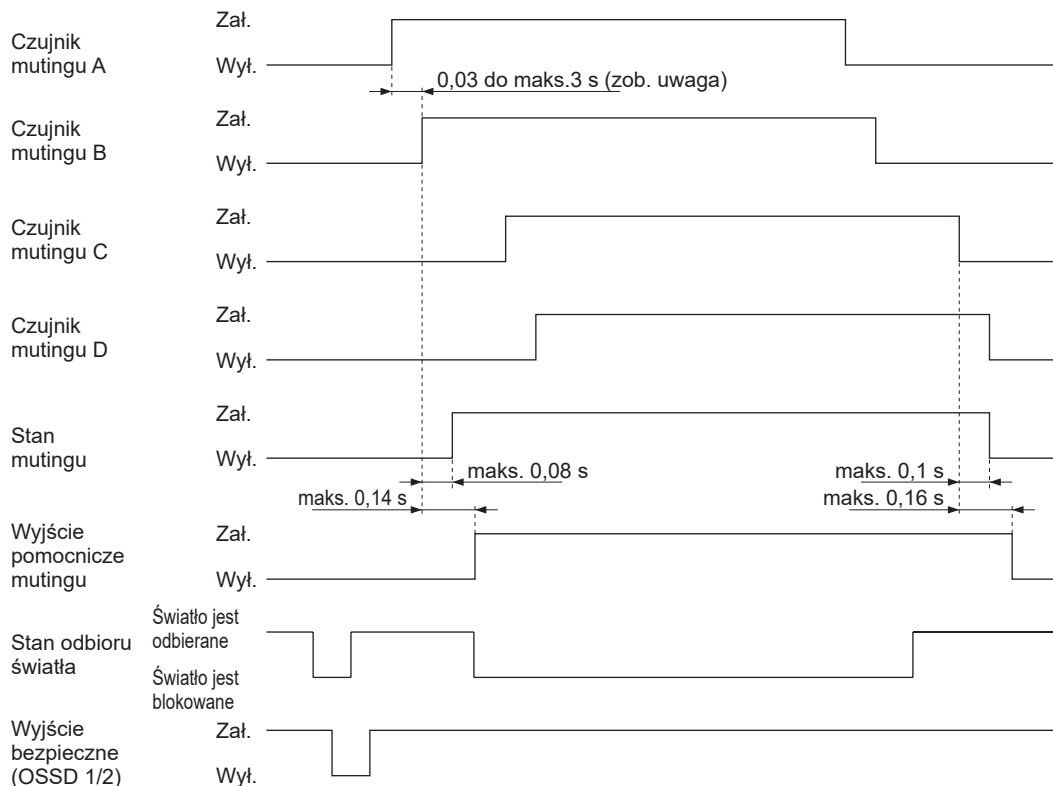 Czujnik
mutingu A
Zał.
Wył.
0,03 do maks.3 s (zob. uwaga)
Czujnik
mutingu B
Zał.
Wył.
Czujnik
mutingu C
Zał.
Wył.
Czujnik
mutingu D
Zał.
Wył.
Stan
mutingu
Zał.
Wył.
maks. 0,08 s
maks. 0,1 s
maks. 0,14 s
maks. 0,16 s
Wyjście
pomocnicze
mutingu
Zał.
Wył.
Stan odbioru
światła
Światło jest
odbierane
Światło jest
blokowane
Wyjście
bezpieczne
(OSSD 1/2)
Zał.
Wył.